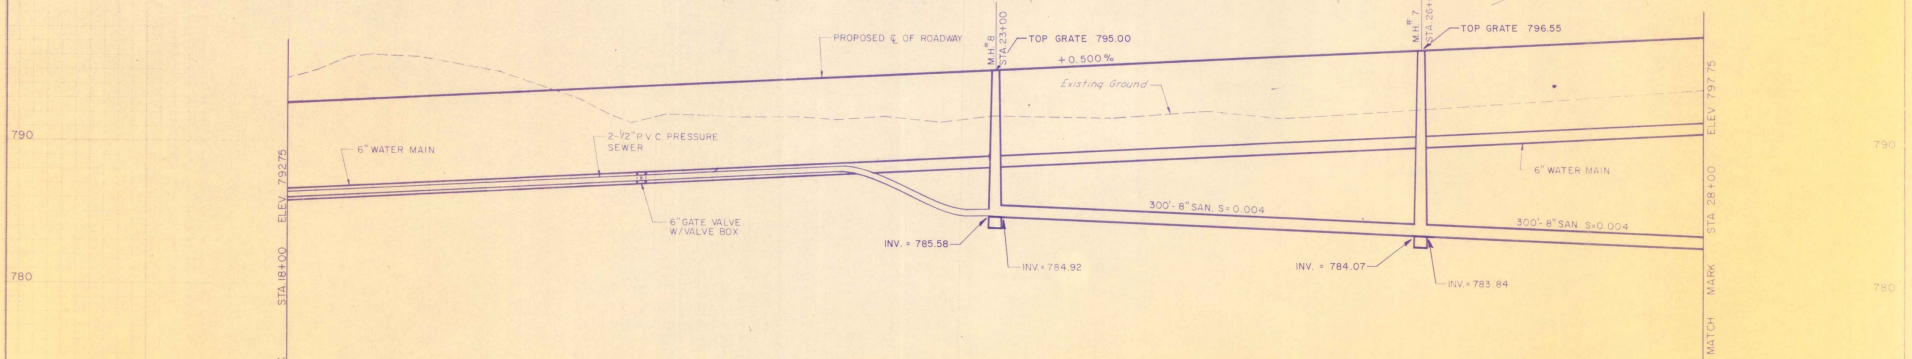 PROPOSED ℄ OF ROADWAY
M.H.# 8
STA.23+00
TOP GRATE 795.00
+0.500%
Existing Ground
M.H.# 7
STA.26+
TOP GRATE 796.55
790
6" WATER MAIN
2-1/2" P.V.C. PRESSURE
SEWER
6" GATE VALVE
W/VALVE BOX
STA.18+00 ELEV. 792.75
INV. = 785.58
INV.= 784.92
300'- 8" SAN. S= 0.004
INV. = 784.07
INV.= 783.84
300'- 8" SAN. S=0.004
6" WATER MAIN
MATCH MARK STA. 28+00 ELEV. 797.75
790
780
780